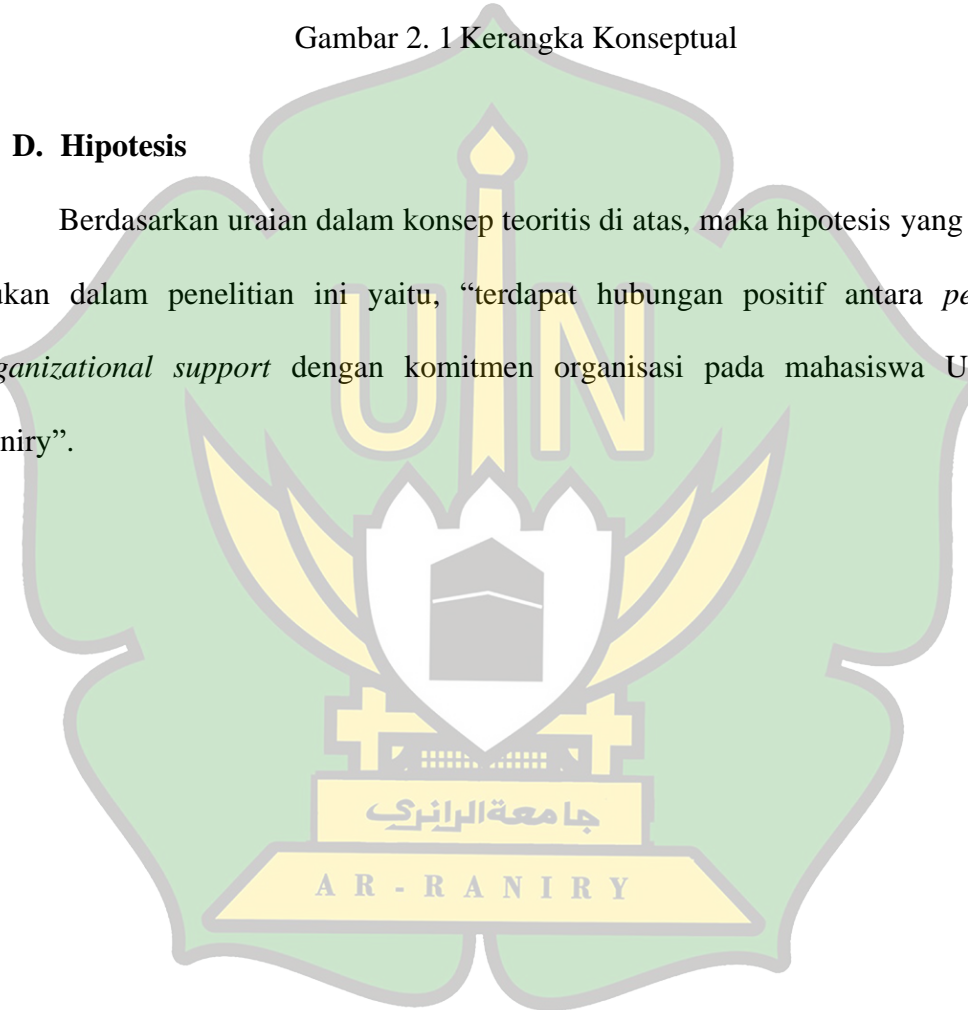 Gambar 2. 1 Kerangka Konseptual
D. Hipotesis
Berdasarkan uraian dalam konsep teoritis di atas, maka hipotesis yang
ukan dalam penelitian ini yaitu, “terdapat hubungan positif antara pe
ganizational support dengan komitmen organisasi pada mahasiswa U
niry”.
UIN
جامعة الرانري
AR-RANIRY